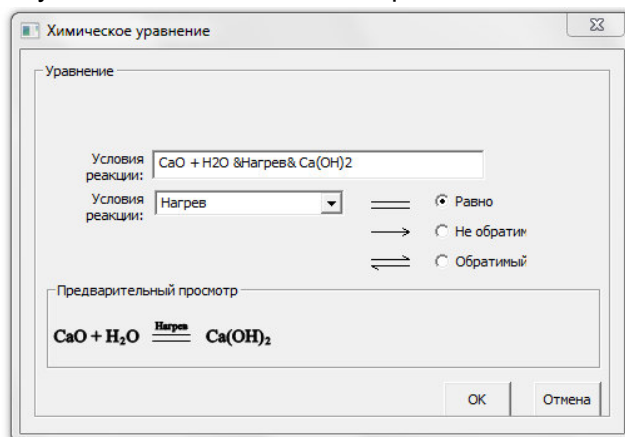 Химическое уравнение
Уравнение
Условия реакции:
CaO + H2O &Нагрев& Ca(OH)2
Условия реакции:
Нагрев
Равно
Не обратим
Обратимый
Предварительный просмотр
CaO + H₂O Нагрев Ca(OH)₂
OK
Отмена